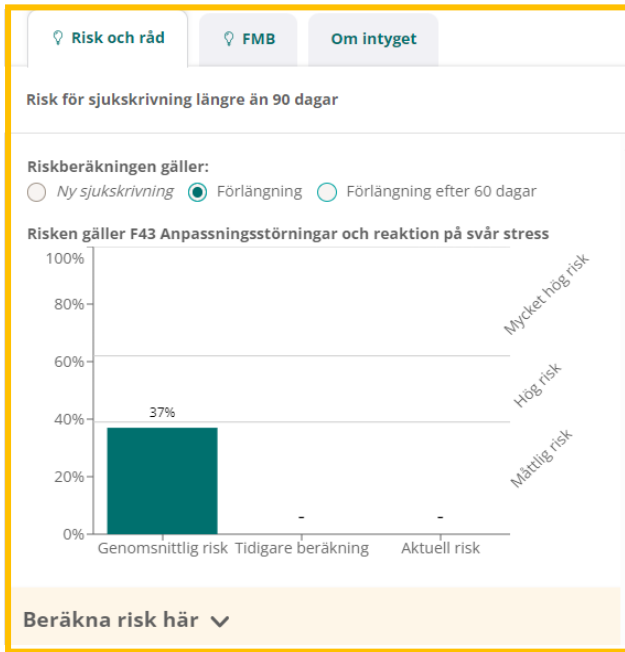 Risk och råd FMB Om intyget
Risk för sjukskrivning längre än 90 dagar
Riskberäkningen gäller:
Ny sjukskrivning Förlängning Förlängning efter 60 dagar
Risken gäller F43 Anpassningsstörningar och reaktion på svår stress
100%
Mycket hög risk
80%
60%
Hög risk
40%
37%
Måttlig risk
20%
- -
0%
Genomsnittlig risk Tidigare beräkning Aktuell risk
Beräkna risk här